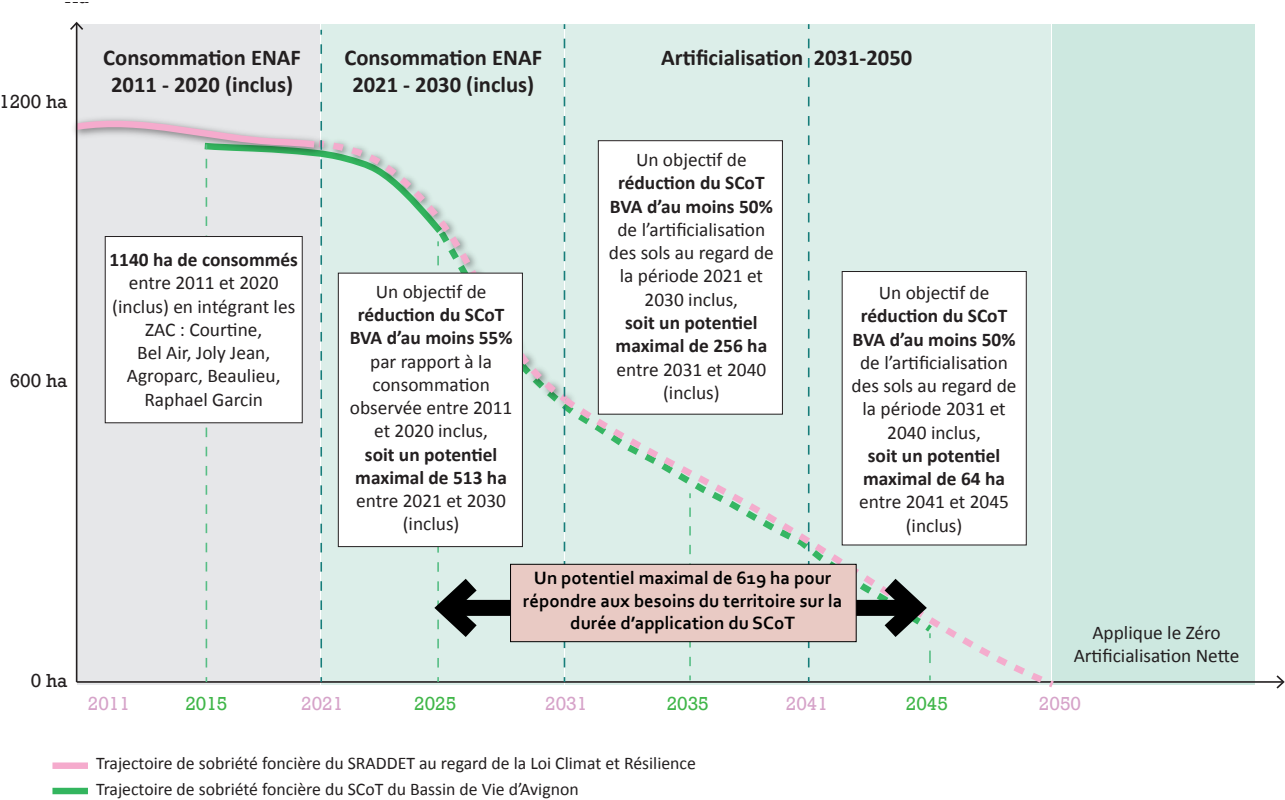 Consommation ENAF
2011 - 2020 (inclus)
Consommation ENAF
2021 - 2030 (inclus)
Artificialisation 2031-2050
1200 ha
600 ha
0 ha
1140 ha de consommés
entre 2011 et 2020
(inclus) en intégrant les
ZAC : Courtine,
Bel Air, Joly Jean,
Agroparc, Beaulieu,
Raphael Garcin
Un objectif de
réduction du SCoT
BVA d'au moins 55%
par rapport à la
consommation
observée entre 2011
et 2020 inclus,
soit un potentiel
maximal de 513 ha
entre 2021 et 2030
(inclus)
Un objectif de
réduction du SCoT
BVA d'au moins 50%
de l'artificialisation
des sols au regard de
la période 2021 et
2030 inclus,
soit un potentiel
maximal de 256 ha
entre 2031 et 2040
(inclus)
Un objectif de
réduction du SCoT
BVA d'au moins 50%
de l'artificialisation
des sols au regard de
la période 2031 et
2040 inclus,
soit un potentiel
maximal de 64 ha
entre 2041 et 2045
(inclus)
Un potentiel maximal de 619 ha pour
répondre aux besoins du territoire sur la
durée d'application du SCoT
Applique le Zéro
Artificialisation Nette
2011 2015 2021 2025 2031 2035 2041 2045 2050
Trajectoire de sobriété foncière du SRADDET au regard de la Loi Climat et Résilience
Trajectoire de sobriété foncière du SCoT du Bassin de Vie d'Avignon